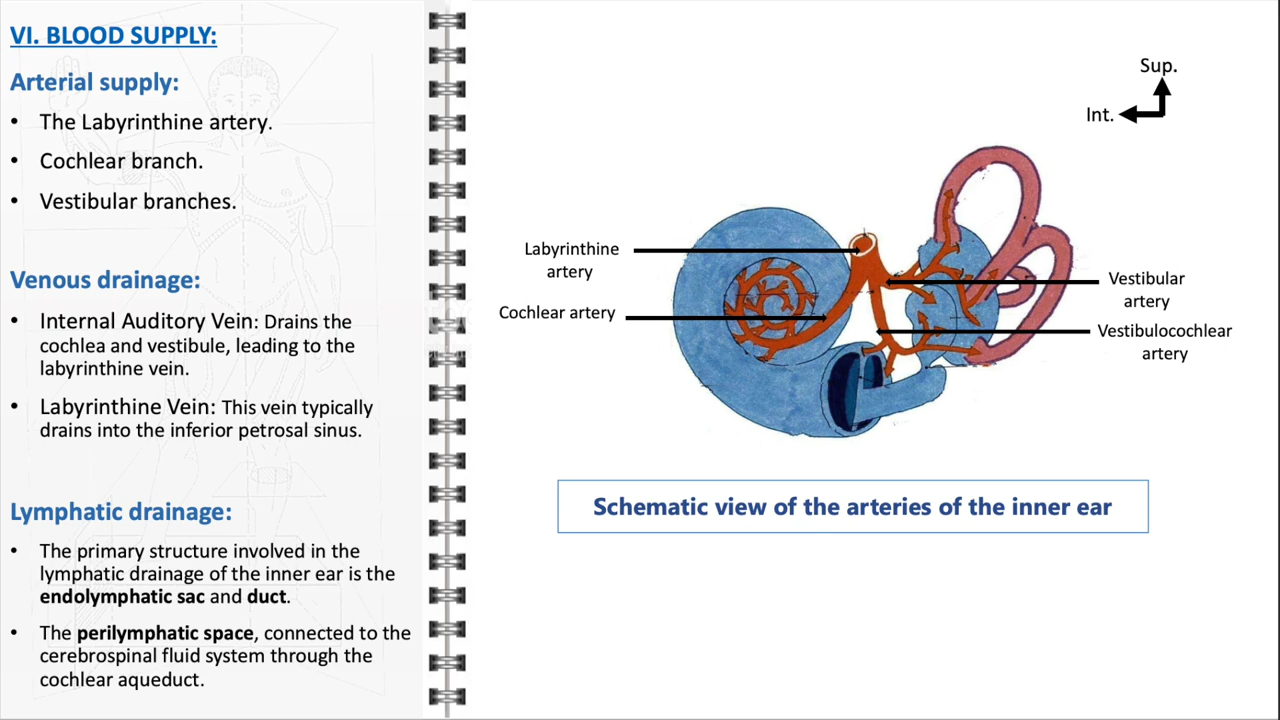 VI. BLOOD SUPPLY:
Arterial supply:
• The Labyrinthine artery.
• Cochlear branch.
• Vestibular branches.
Venous drainage:
• Internal Auditory Vein: Drains the
cochlea and vestibule, leading to the
labyrinthine vein.
• Labyrinthine Vein: This vein typically
drains into the inferior petrosal sinus.
Lymphatic drainage:
• The primary structure involved in the
lymphatic drainage of the inner ear is the
endolymphatic sac and duct.
• The perilymphatic space, connected to the
cerebrospinal fluid system through the
cochlear aqueduct.
Sup.
Int.
Labyrinthine
artery
Cochlear artery
Vestibular
artery
Vestibulocochlear
artery
Schematic view of the arteries of the inner ear